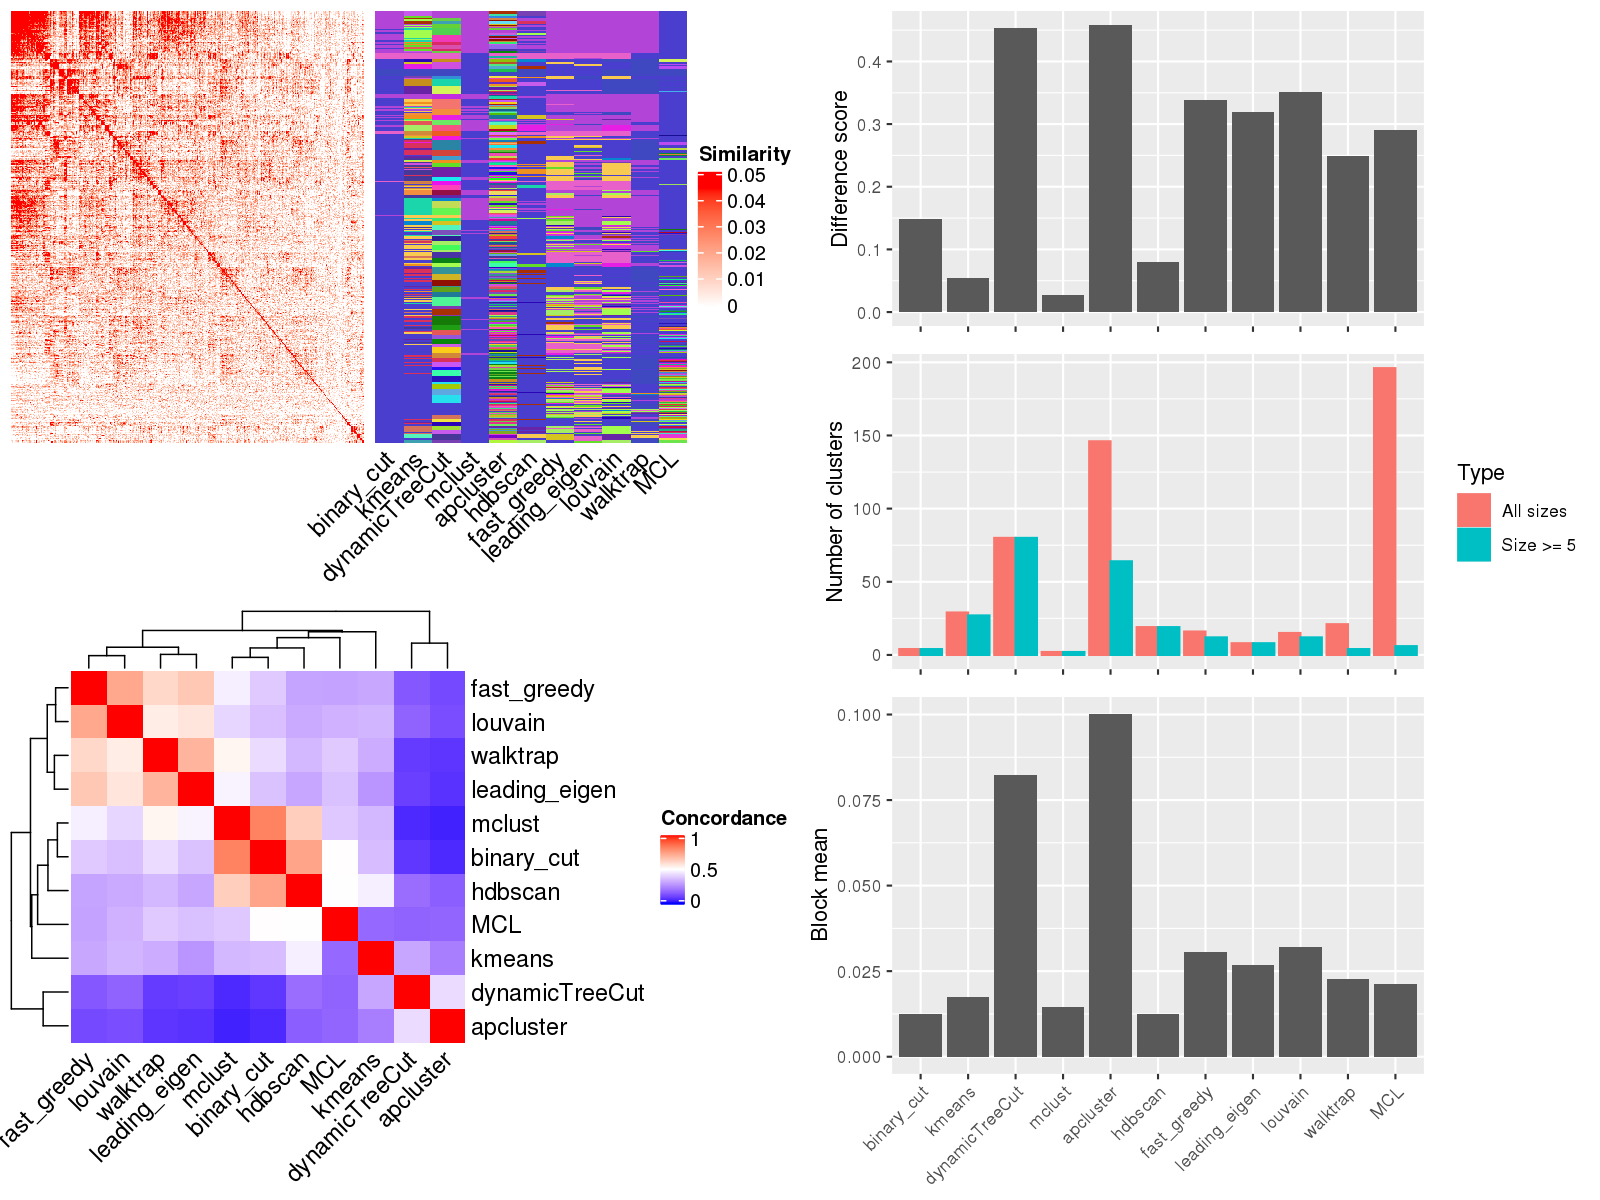 Similarity
0.05
0.04
0.03
0.02
0.01
0
binary_cut
kmeans
dynamicTreeCut
mclust
apcluster
hdbscan
fast_greedy
leading_eigen
louvain
walktrap
MCL
fast_greedy
louvain
walktrap
leading_eigen
mclust
binary_cut
hdbscan
MCL
kmeans
dynamicTreeCut
apcluster
Concordance
1
0.5
0
fast_greedy
louvain
walktrap
leading_eigen
mclust
binary_cut
hdbscan
MCL
kmeans
dynamicTreeCut
apcluster
Difference score
0.4
0.3
0.2
0.1
0.0
Number of clusters
200
150
100
50
0
Type
All sizes
Size >= 5
Block mean
0.100
0.075
0.050
0.025
0.000
binary_cut
kmeans
dynamicTreeCut
mclust
apcluster
hdbscan
fast_greedy
leading_eigen
louvain
walktrap
MCL